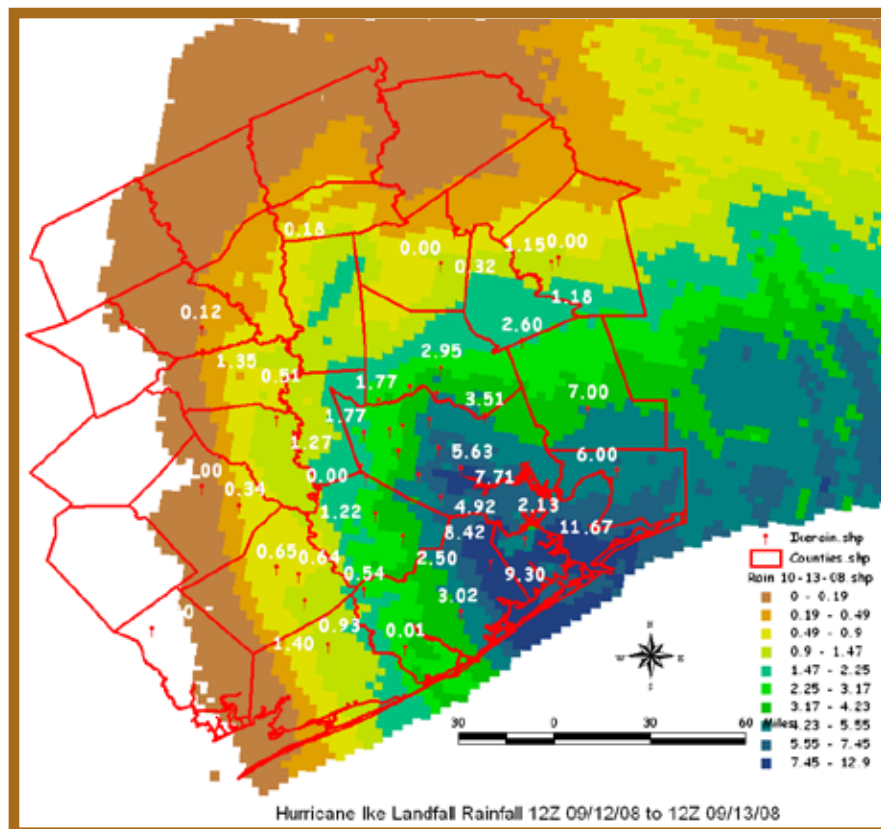 0.18
0.00
1.15
0.00
0.32
1.18
0.12
2.60
1.35
2.95
0.51
1.77
7.00
3.51
1.77
1.27
5.63
6.00
0.00
7.71
.00
0.34
4.92
2.13
1.22
11.67
8.42
0.65
0.64
2.50
0.54
9.30
3.02
0.93
0.01
1.40
N
W E
S
30 0 30 60 Miles
Ikerain.shp
Counties.shp
Rain 10-13-08.shp
0 - 0.19
0.19 - 0.49
0.49 - 0.9
0.9 - 1.47
1.47 - 2.25
2.25 - 3.17
3.17 - 4.23
4.23 - 5.55
5.55 - 7.45
7.45 - 12.9
Hurricane Ike Landfall Rainfall 12Z 09/12/08 to 12Z 09/13/08